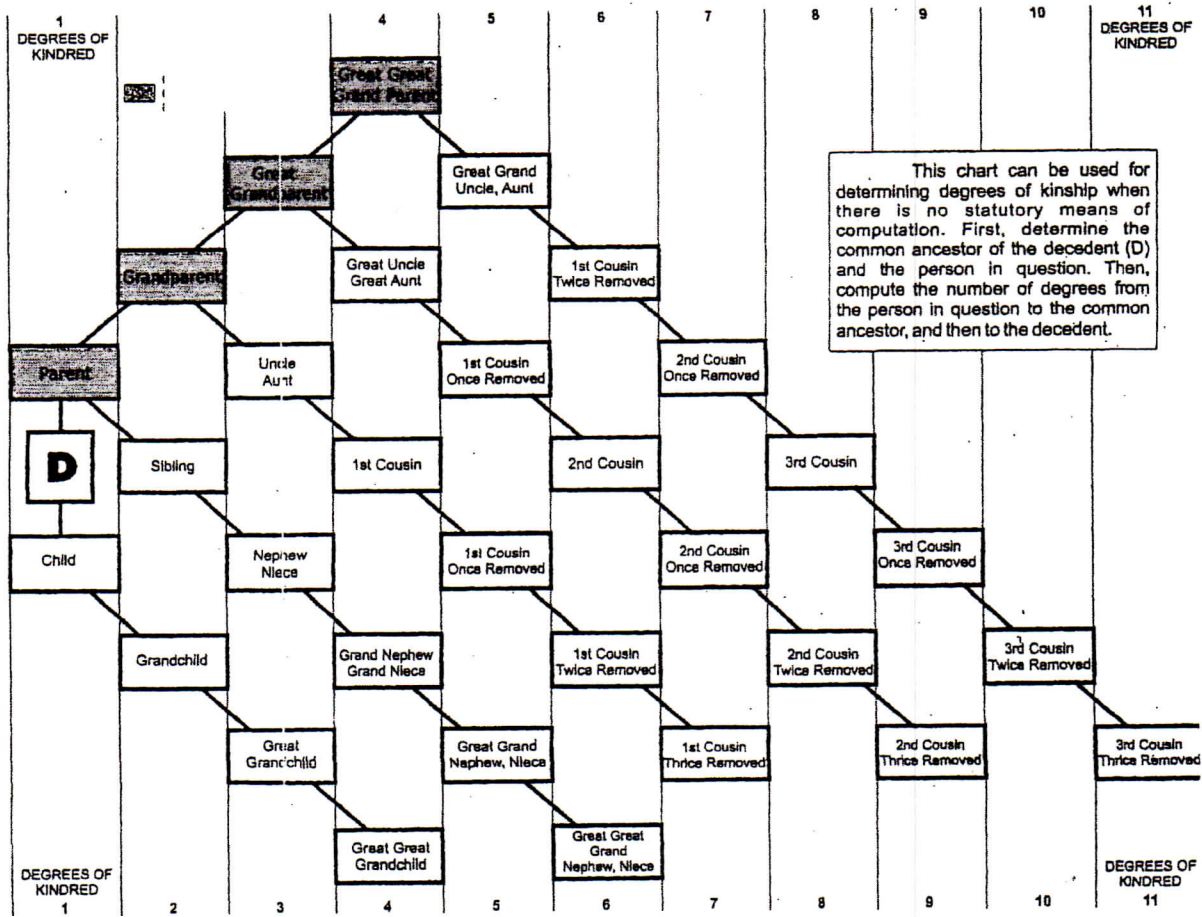 1
DEGREES OF
KINDRED
4
5
6
7
8
9
10
11
DEGREES OF
KINDRED
Great Great
Grand Parent
Great
Grandparent
Great Grand
Uncle, Aunt
This chart can be used for
determining degrees of kinship when
there is no statutory means of
computation. First, determine the
common ancestor of the decedent (D)
and the person in question. Then,
compute the number of degrees from
the person in question to the common
ancestor, and then to the decedent.
Grandparent
Great Uncle
Great Aunt
1st Cousin
Twice Removed
Parent
Uncle
Aunt
1st Cousin
Once Removed
2nd Cousin
Once Removed
D
Sibling
1st Cousin
2nd Cousin
3rd Cousin
Child
Nephew
Niece
1st Cousin
Once Removed
2nd Cousin
Once Removed
3rd Cousin
Once Removed
Grandchild
Grand Nephew
Grand Niece
1st Cousin
Twice Removed
2nd Cousin
Twice Removed
3rd Cousin
Twice Removed
Great
Grandchild
Great Grand
Nephew, Niece
1st Cousin
Thrice Removed
2nd Cousin
Thrice Removed
3rd Cousin
Thrice Removed
Great Great
Grandchild
Great Great
Grand
Nephew, Niece
DEGREES OF
KINDRED
1
2
3
4
5
6
7
8
9
10
DEGREES OF
KINDRED
11